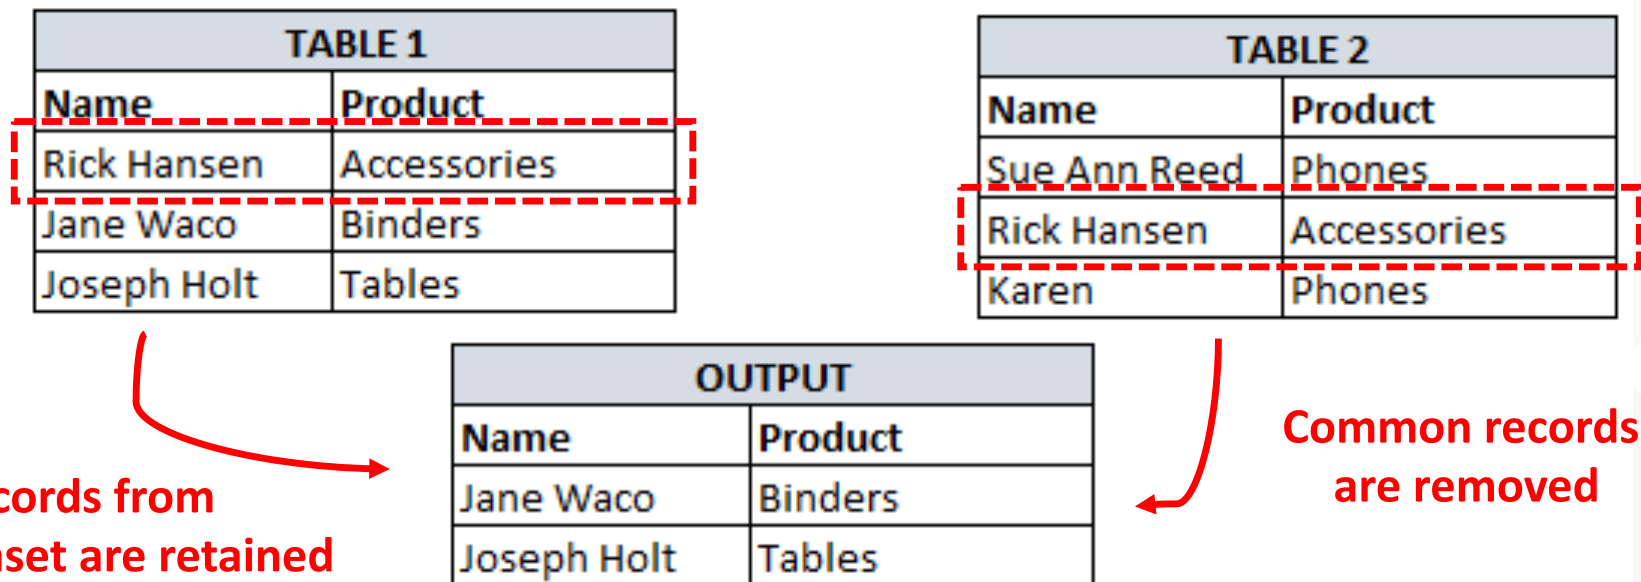 TABLE 1
Name Product
Rick Hansen Accessories
Jane Waco Binders
Joseph Holt Tables
TABLE 2
Name Product
Sue Ann Reed Phones
Rick Hansen Accessories
Karen Phones
OUTPUT
Name Product
Jane Waco Binders
Joseph Holt Tables
from
are retained
Common records
are removed